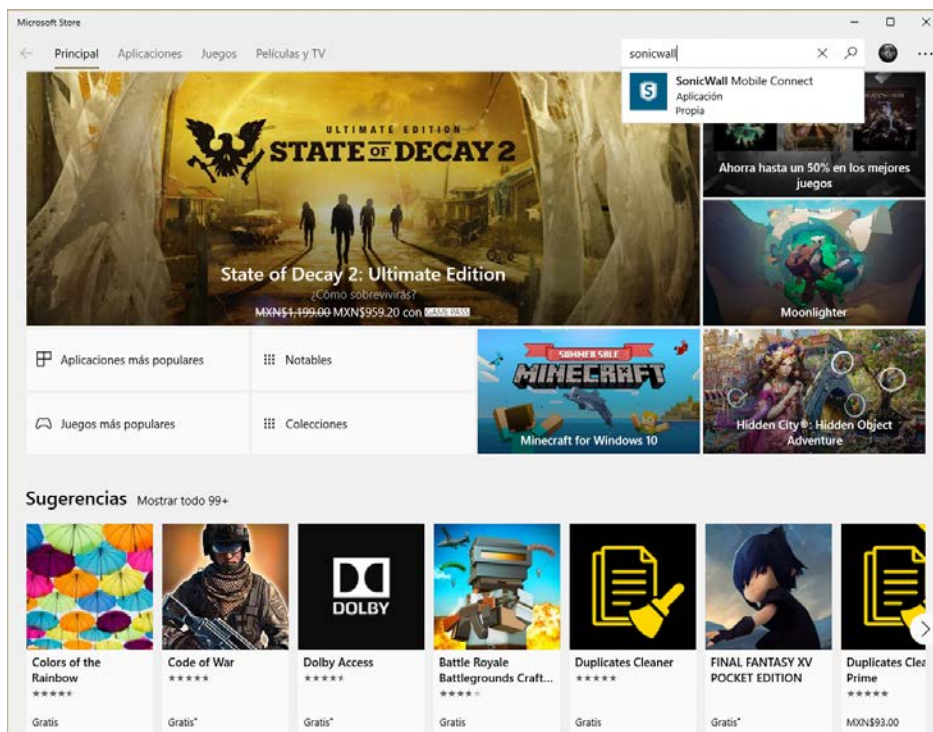 Microsoft Store
Principal Aplicaciones Juegos Películas y TV
sonicwall
SonicWall Mobile Connect
Aplicación
Propia
ULTIMATE EDITION
STATE OF DECAY 2
State of Decay 2: Ultimate Edition
¿Cómo sobrevivirás?
MXN$1,199.00 MXN$959.20 con GAME PASS
Ahorra hasta un 50% en los mejores
juegos
Moonlighter
Aplicaciones más populares
Notables
Juegos más populares
Colecciones
SUMMER SALE
MINECRAFT
Minecraft for Windows 10
Hidden City®: Hidden Object
Adventure
Sugerencias Mostrar todo 99+
DOLBY
Colors of the
Rainbow
Gratis
Code of War
Gratis*
Dolby Access
Gratis
Battle Royale
Battlegrounds Craft...
Gratis
Duplicates Cleaner
Gratis
FINAL FANTASY XV
POCKET EDITION
Gratis*
Duplicates Clea
Prime
MXN$93.00